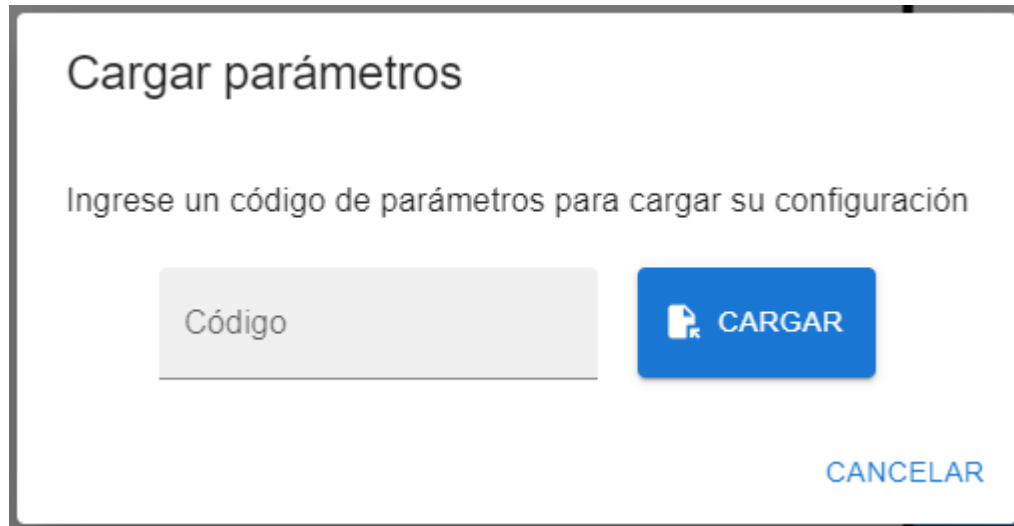 Cargar parámetros
Ingrese un código de parámetros para cargar su configuración
Código
CARGAR
CANCELAR